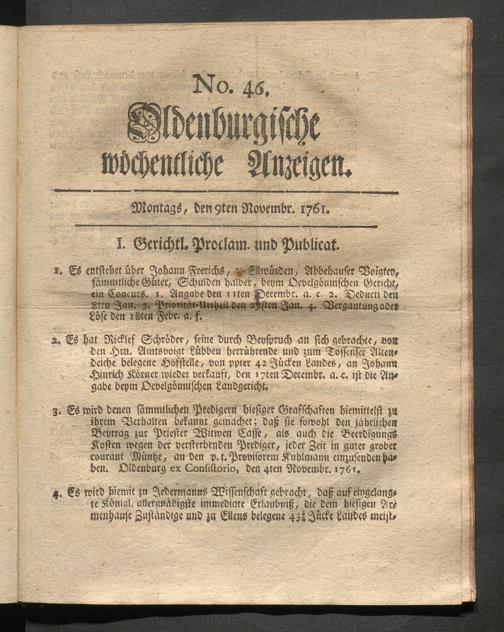 No. 46.
Oldenburgische
wöchentliche Anzeigen.
Montags, den 9ten Novembr. 1761.
I. Gerichtl. Proclam. und Publicat.
1. Es entstehet über Johann Frerichs, Esswürden, Abbehauser Voigtey,
sämmtliche Güter, Schulden halber, beym Ovelgönnischen Gericht,
ein Concurs. 1. Angabe den 11ten Decembr. a. c. 2. Deduct. den
8ten Jan. 3. Priorität-Urtheil den Jan. 4. Vergantung oder
Löse den 18ten Febr. a. f.
2. Es hat Ricklef Schröder, seine durch Beyspruch an sich gebrachte, von
den Hrn. Amtsvoigt Lübben herrührende und zum Tossenser Alten-
deiche belegene Hoffstelle, von ppter 42 Jücken Landes, an Johann
Hinrich Körner wieder verkauft, den 17ten Decembr. a. c. ist die An-
gabe beym Ovelgönnischen Landgericht.
3. Es wird denen sämmtlichen Predigern hiesiger Grafschaften hiemittelst zu
ihrem Verhalten bekannt gemachet; daß sie sowohl den jährlichen
Beytrag zur Priester Witwen Casse, als auch die Beerdigungs
Kosten wegen der versterbenden Prediger, jeder Zeit in guter grober
courant Müntze, an den p. t. Provisorem Kuhlmann einzusenden ha-
ben. Oldenburg ex Consistorio, den 4ten Novembr. 1761.
4. Es wird hiemit zu Jedermanns Wissenschaft gebracht, daß auf eingelang-
te Königl. allergnädigste immediate Erlaubniß, die dem hiesigen Ar-
menhause Zuständige und zu Ellens belegene 43¾ Jücke Landes meist-